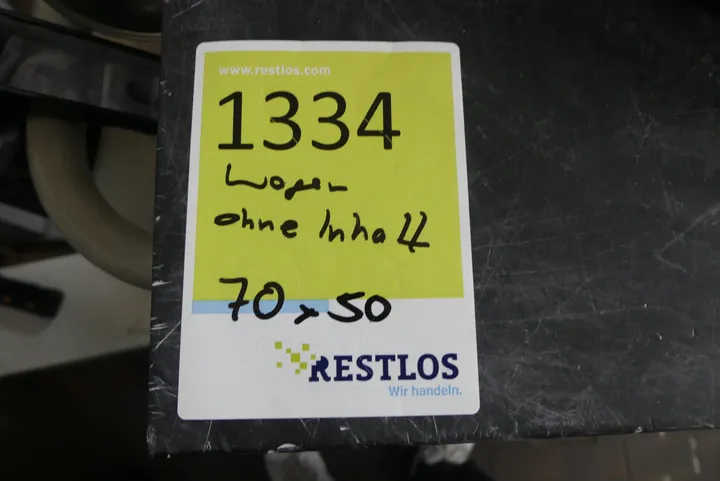 www.restlos.com
1334
Wagen
ohne Inhalt
70 x 50
RESTLOS
Wir handeln.